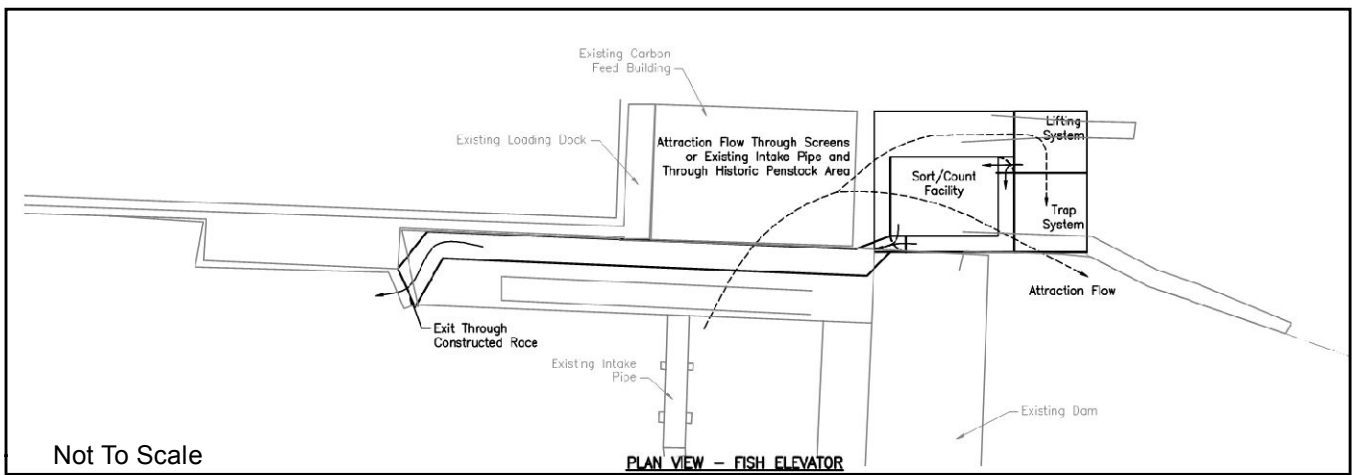 Existing Carbon
Feed Building
Existing Loading Dock
Attraction Flow Through Screens
or Existing Intake Pipe and
Through Historic Penstock Area
Lifting
System
Sort/Count
Facility
Trap
System
Attraction Flow
Exit Through
Constructed Race
Existing Intake
Pipe
Existing Dam
Not To Scale
PLAN VIEW – FISH ELEVATOR